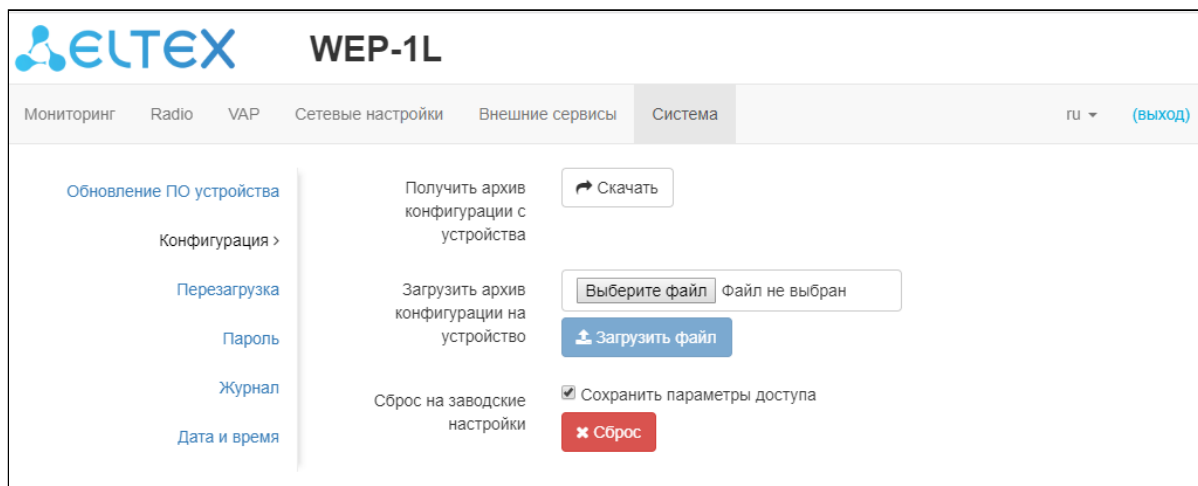 ELTEX WEP-1L
Мониторинг Radio VAP Сетевые настройки Внешние сервисы Система ru (выход)
Обновление ПО устройства
Конфигурация >
Перезагрузка
Пароль
Журнал
Дата и время
Получить архив
конфигурации с
устройства
Скачать
Загрузить архив
конфигурации на
устройство
Выберите файл Файл не выбран
Загрузить файл
Сброс на заводские
настройки
Сохранить параметры доступа
Сброс